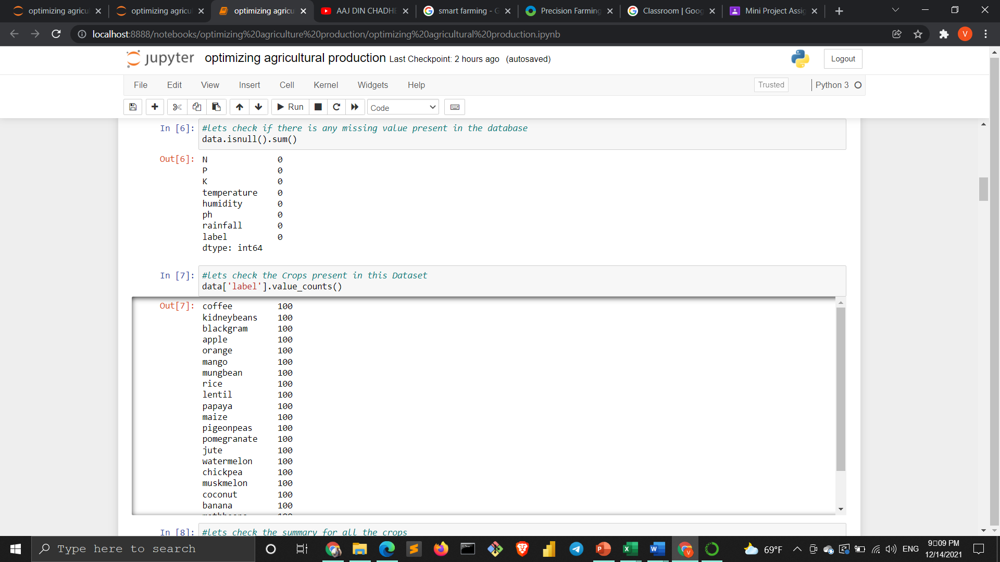 optimizing agricu
optimizing agricul
optimizing agricu
AAJ DIN CHADHE
smart farming - G
Precision Farming
Classroom | Goog
Mini Project Assig
localhost:8888/notebooks/optimizing%20agriculture%20production/optimizing%20agricultural%20production.ipynb
V
jupyter optimizing agricultural production Last Checkpoint: 2 hours ago (autosaved)
Logout
File Edit View Insert Cell Kernel Widgets Help
Trusted
Python 3
Run
Code
In [6]: #lets check if there is any missing value present in the database
data.isnull().sum()
Out[6]: N 0
P 0
K 0
temperature 0
humidity 0
ph 0
rainfall 0
label 0
dtype: int64
In [7]: #lets check the Crops present in this Dataset
data['label'].value_counts()
Out[7]: coffee 100
kidneybeans 100
blackgram 100
apple 100
orange 100
mango 100
mungbean 100
rice 100
lentil 100
papaya 100
maize 100
pigeonpeas 100
pomegranate 100
jute 100
watermelon 100
chickpea 100
muskmelon 100
coconut 100
banana 100
In [8]: #lets check the summary for all the crops
Type here to search
69°F
ENG
9:09 PM
12/14/2021